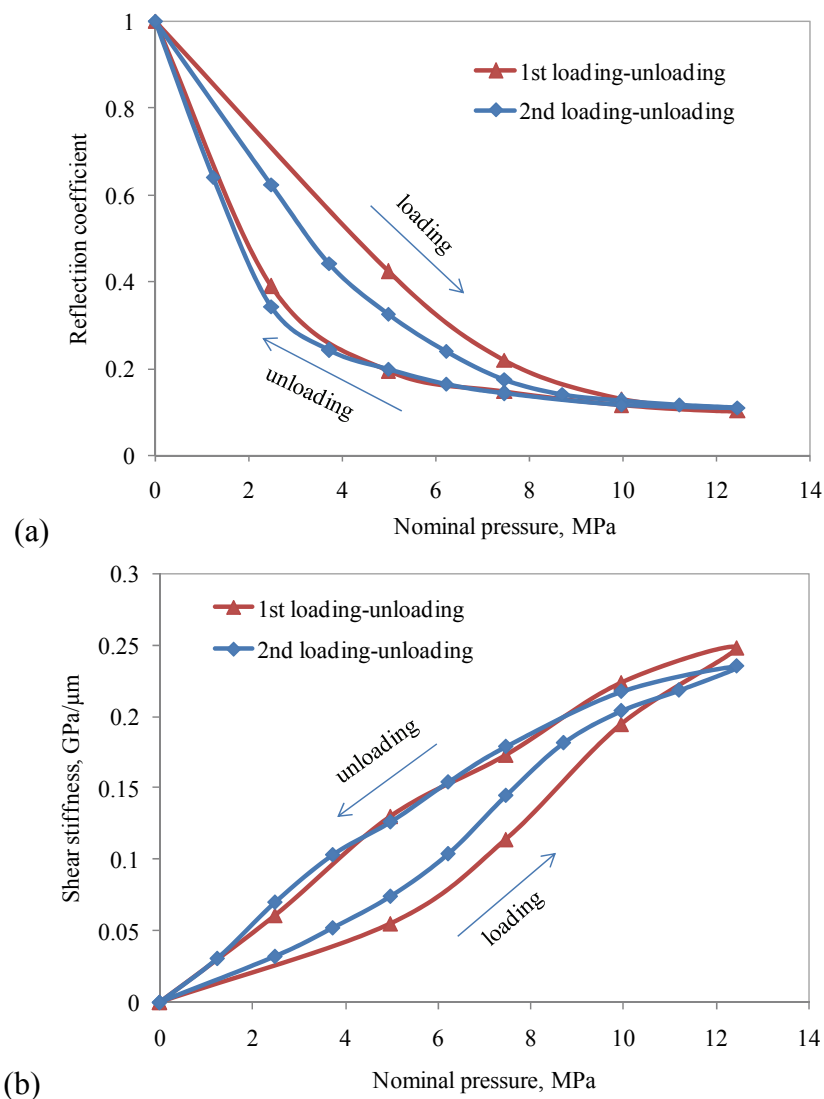 1
1st loading-unloading
2nd loading-unloading
0.8
0.6
0.4
0.2
0
Reflectiion coefficient
loading
unloading
0 2 4 6 8 10 12 14
Nominal pressure, MPa
(a)
0.3
1st loading-unloading
2nd loading-unloading
0.25
0.2
0.15
0.1
0.05
0
Shear stiffness, GPa/µm
unloading
loading
0 2 4 6 8 10 12 14
Nominal pressure, MPa
(b)